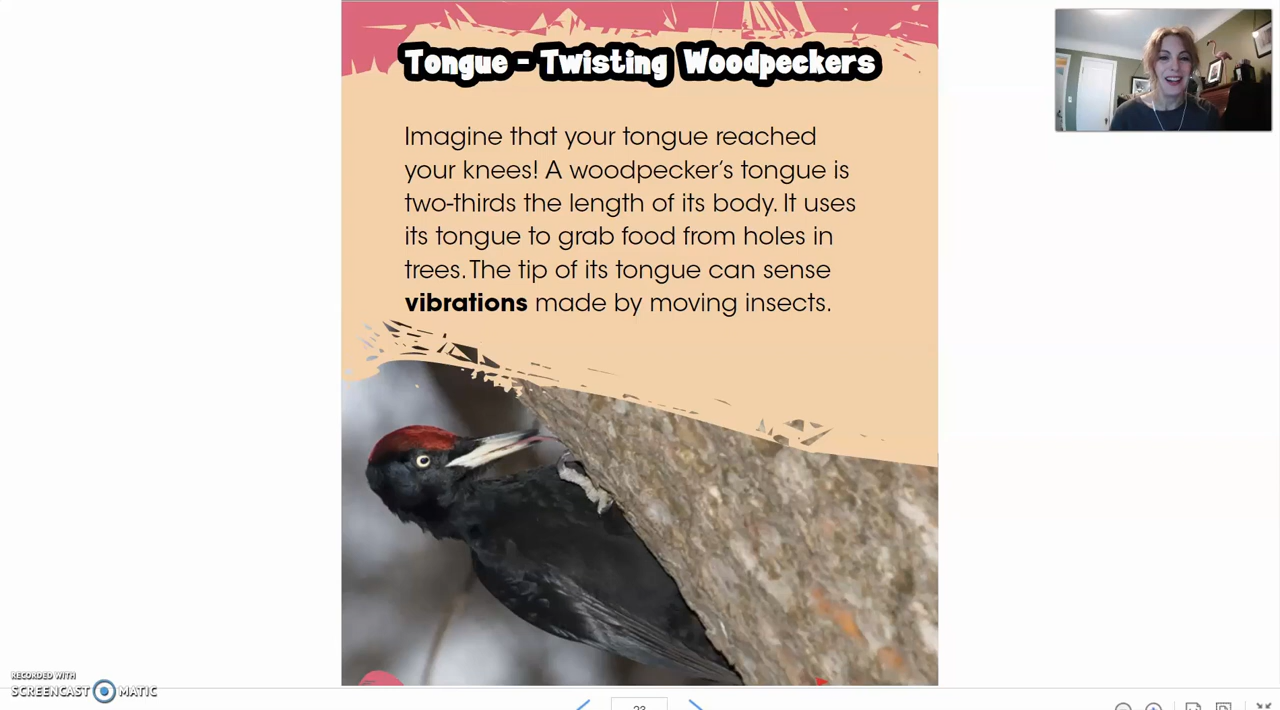 Tongue - Twisting Woodpeckers
Imagine that your tongue reached
your knees! A woodpecker's tongue is
two-thirds the length of its body. It uses
its tongue to grab food from holes in
trees. The tip of its tongue can sense
vibrations made by moving insects.
RECORDED WITH
SCREENCAST MATIC
23